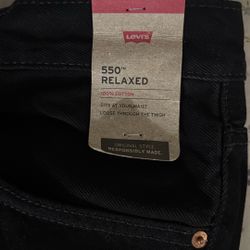 Levi's
550™
RELAXED
100% COTTON
SITS AT YOUR WAIST
LOOSE THROUGH THE THIGH
ORIGINAL STYLE
RESPONSIBLY MADE.